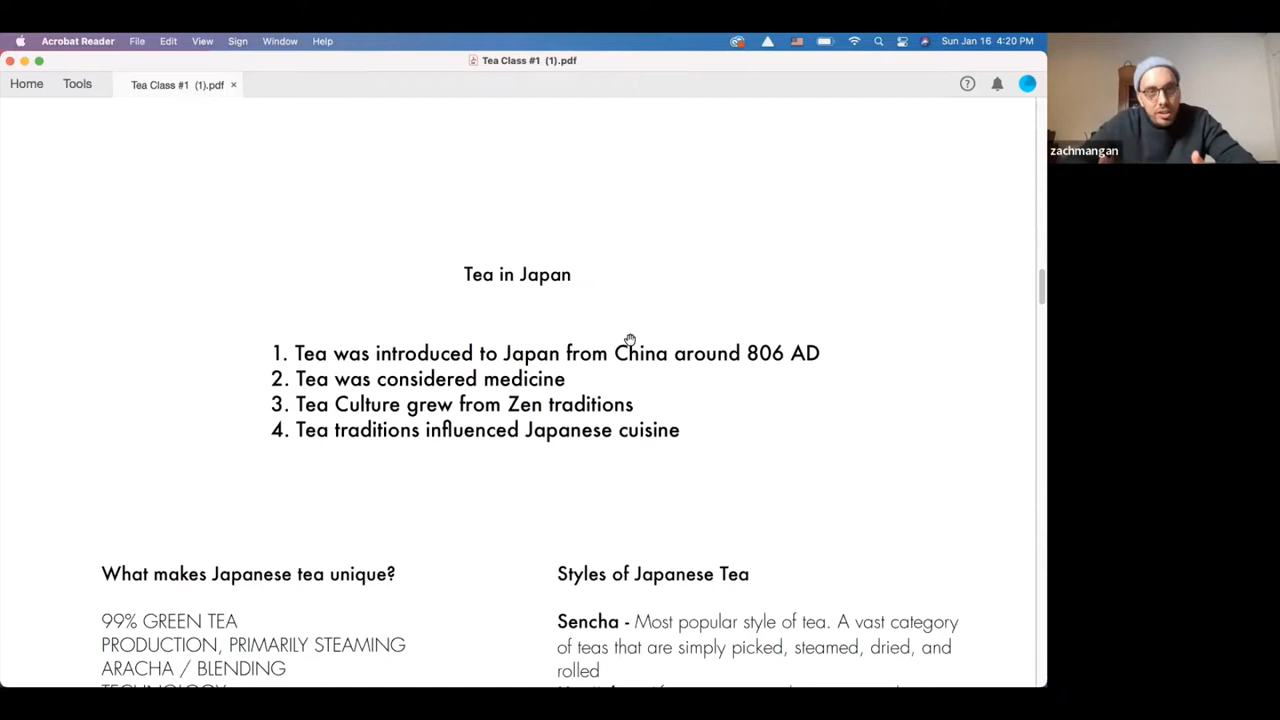 Acrobat Reader File Edit View Sign Window Help Sun Jan 16 4:20 PM
Tea Class #1 (1).pdf
Home Tools Tea Class #1 (1).pdf ×
zachmangan
Tea in Japan
1. Tea was introduced to Japan from China around 806 AD
2. Tea was considered medicine
3. Tea Culture grew from Zen traditions
4. Tea traditions influenced Japanese cuisine
What makes Japanese tea unique?
99% GREEN TEA
PRODUCTION, PRIMARILY STEAMING
ARACHA / BLENDING
TECHNOLOGY
Styles of Japanese Tea
Sencha - Most popular style of tea. A vast category
of teas that are simply picked, steamed, dried, and
rolled